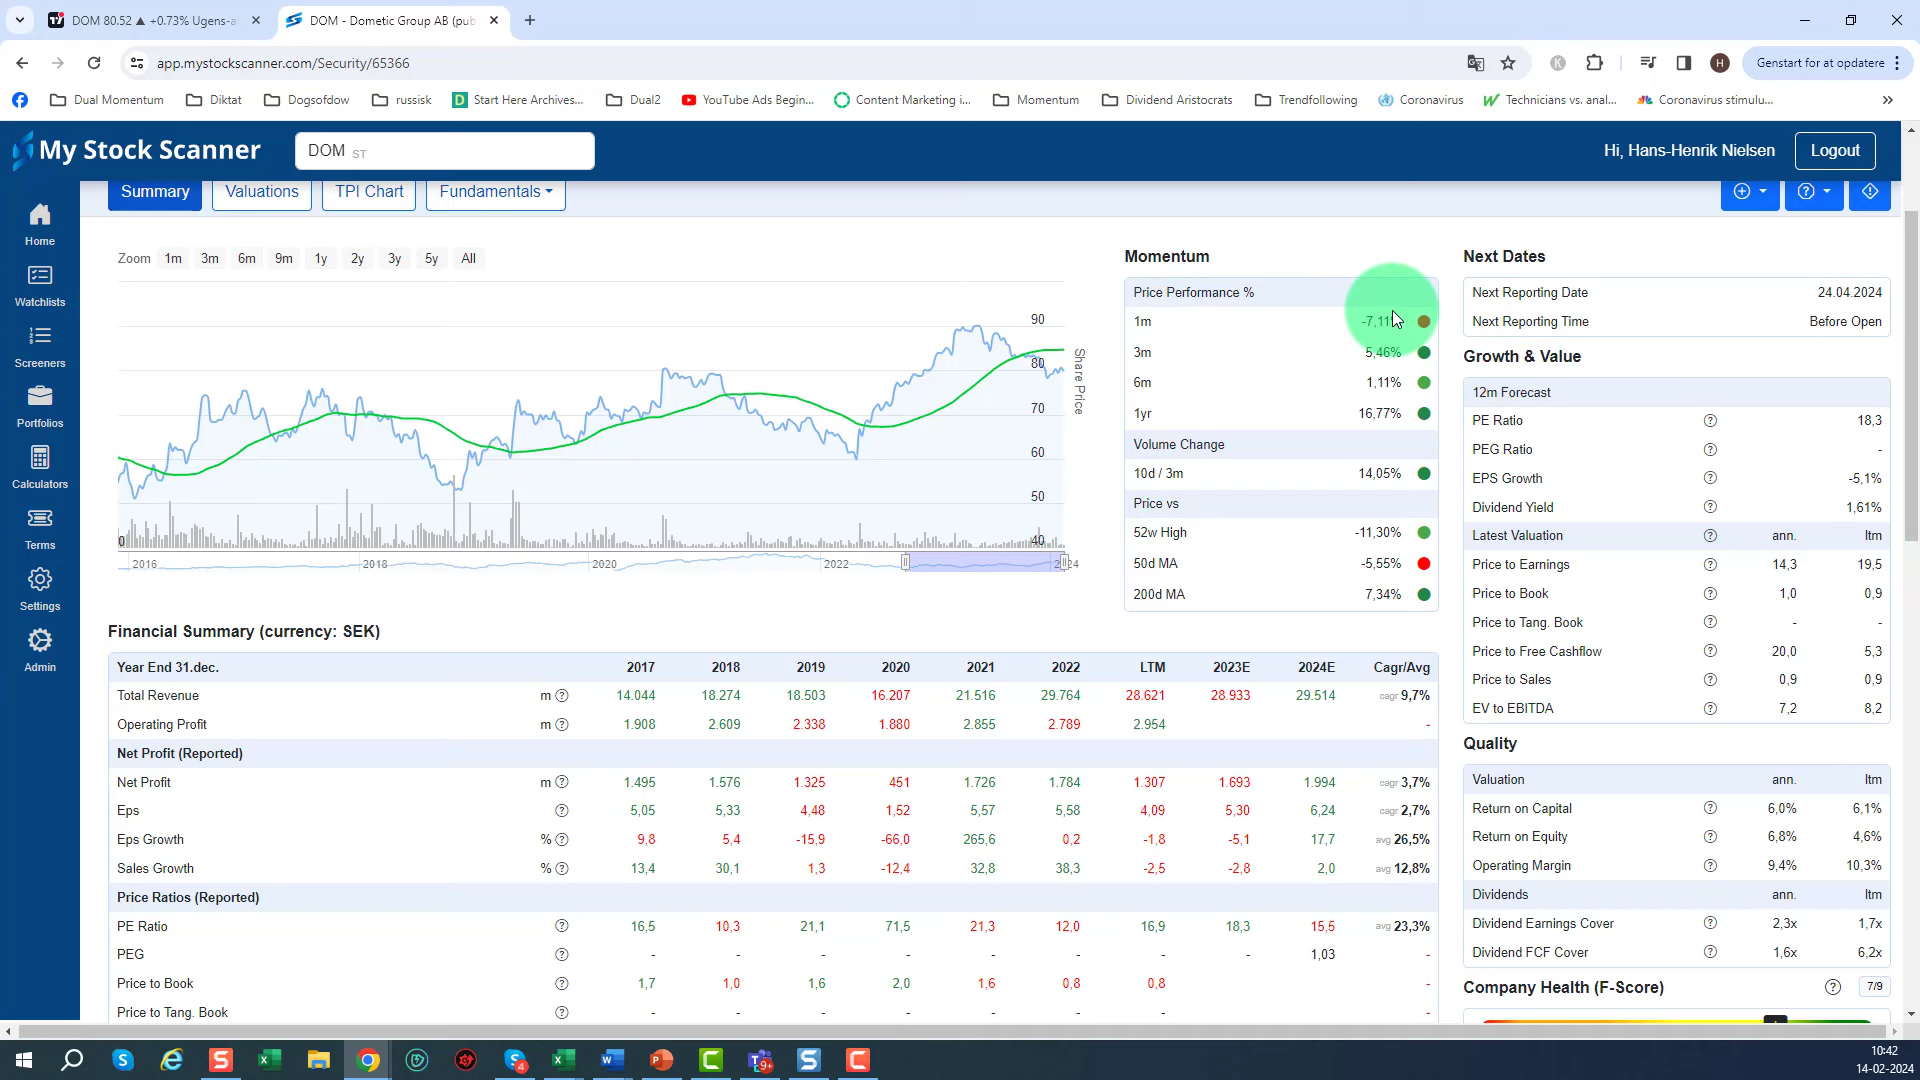 DOM 80.52 ▲ +0.73% Ugens-a
DOM - Dometic Group AB (pub
app.mystockscanner.com/Security/65366
Genstart for at opdatere
Dual Momentum
Diktat
Dogsofdow
russisk
Start Here Archives...
Dual2
YouTube Ads Begin...
Content Marketing i...
Momentum
Dividend Aristocrats
Trendfollowing
Coronavirus
Technicians vs. anal...
Coronavirus stimulu...
My Stock Scanner
DOM ST
Hi, Hans-Henrik Nielsen
Logout
Home
Watchlists
Screeners
Portfolios
Calculators
Terms
Settings
Admin
Summary
Valuations
TPI Chart
Fundamentals
Zoom 1m 3m 6m 9m 1y 2y 3y 5y All
90
80
70
60
50
40
0
Share Price
2016 2018 2020 2022
Momentum
Price Performance %
1m -7,11%
3m 5,46%
6m 1,11%
1yr 16,77%
Volume Change
10d / 3m 14,05%
Price vs
52w High -11,30%
50d MA -5,55%
200d MA 7,34%
Next Dates
Next Reporting Date 24.04.2024
Next Reporting Time Before Open
Growth & Value
12m Forecast
PE Ratio 18,3
PEG Ratio -
EPS Growth -5,1%
Dividend Yield 1,61%
Latest Valuation ann. ltm
Price to Earnings 14,3 19,5
Price to Book 1,0 0,9
Price to Tang. Book - -
Price to Free Cashflow 20,0 5,3
Price to Sales 0,9 0,9
EV to EBITDA 7,2 8,2
Quality
Valuation ann. ltm
Return on Capital 6,0% 6,1%
Return on Equity 6,8% 4,6%
Operating Margin 9,4% 10,3%
Dividends ann. ltm
Dividend Earnings Cover 2,3x 1,7x
Dividend FCF Cover 1,6x 6,2x
Company Health (F-Score) 7/9
Financial Summary (currency: SEK)
Year End 31.dec. 2017 2018 2019 2020 2021 2022 LTM 2023E 2024E Cagr/Avg
Total Revenue m 14.044 18.274 18.503 16.207 21.516 29.764 28.621 28.933 29.514 cagr 9,7%
Operating Profit m 1.908 2.609 2.338 1.880 2.855 2.789 2.954 -
Net Profit (Reported)
Net Profit m 1.495 1.576 1.325 451 1.726 1.784 1.307 1.693 1.994 cagr 3,7%
Eps 5,05 5,33 4,48 1,52 5,57 5,58 4,09 5,30 6,24 cagr 2,7%
Eps Growth % 9,8 5,4 -15,9 -66,0 265,6 0,2 -1,8 -5,1 17,7 avg 26,5%
Sales Growth % 13,4 30,1 1,3 -12,4 32,8 38,3 -2,5 -2,8 2,0 avg 12,8%
Price Ratios (Reported)
PE Ratio 16,5 10,3 21,1 71,5 21,3 12,0 16,9 18,3 15,5 avg 23,3%
PEG - - - - - - - - 1,03 -
Price to Book 1,7 1,0 1,6 2,0 1,6 0,8 0,8 -
Price to Tang. Book - - - - - - - -
10:42
14-02-2024